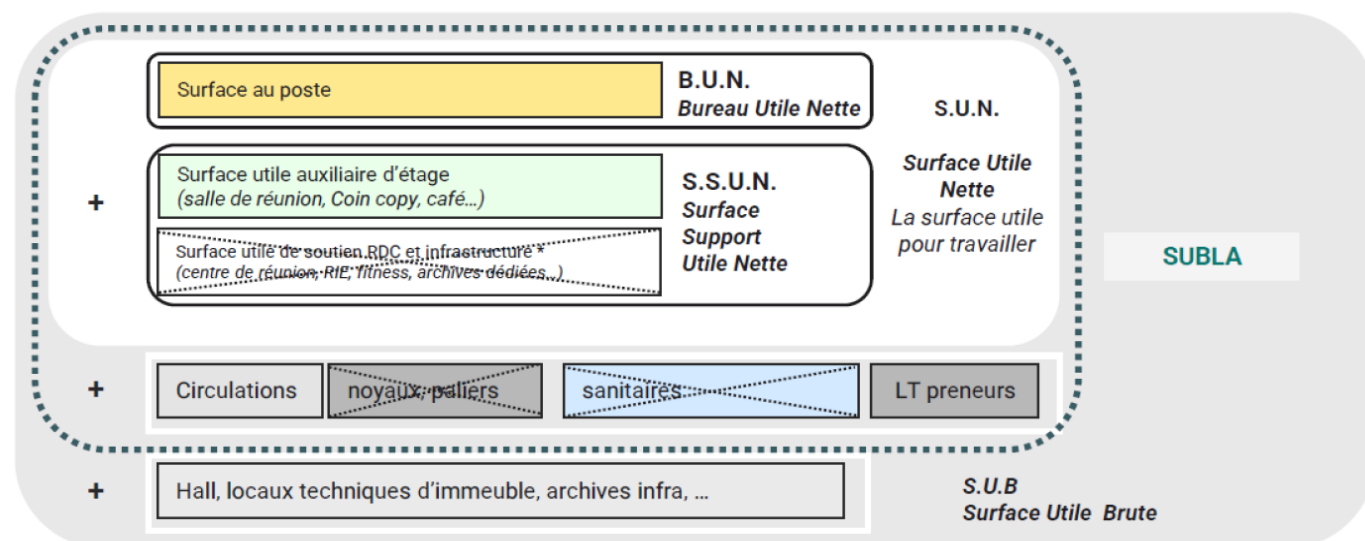 Surface au poste
B.U.N.
Bureau Utile Nette
S.U.N.
Surface Utile
Nette
La surface utile
pour travailler
+
Surface utile auxiliaire d'étage
(salle de réunion, Coin copy, café…)
Surface utile de soutien RDC et infrastructure *
(centre de réunion, RIE, fitness, archives dédiées…)
S.S.U.N.
Surface
Support
Utile Nette
SUBLA
+
Circulations
noyaux, paliers
sanitaires
LT preneurs
+
Hall, locaux techniques d'immeuble, archives infra, …
S.U.B
Surface Utile Brute